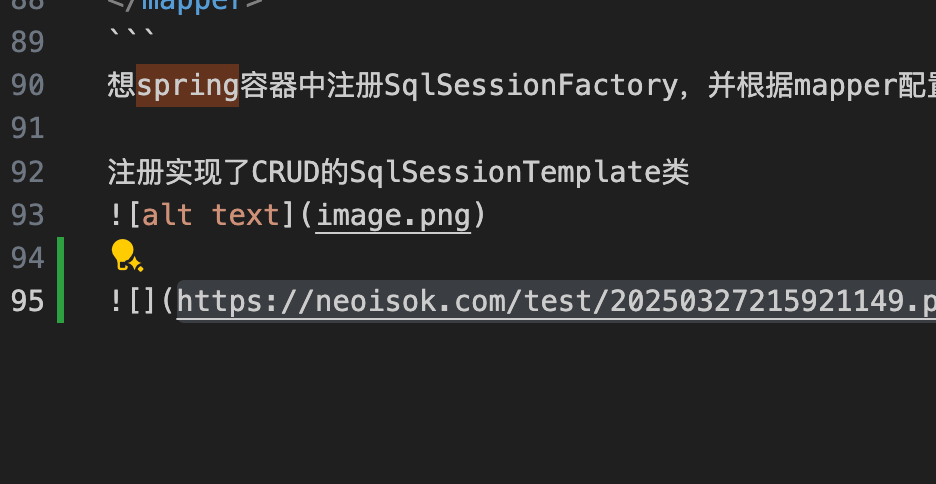 88 </mapper>
89 ```
90 想spring容器中注册SqlSessionFactory，并根据mapper配置
91
92 注册实现了CRUD的SqlSessionTemplate类
93 ![alt text](image.png)
94
95 ![](https://neoisok.com/test/20250327215921149.p